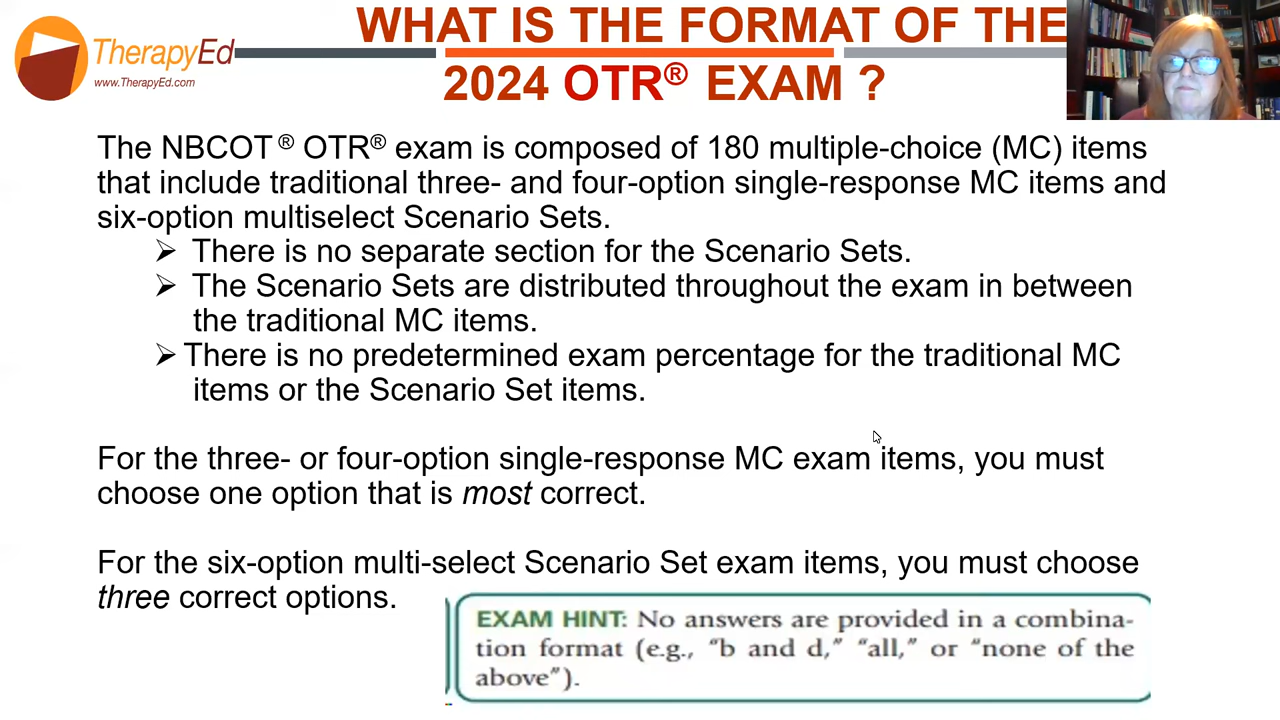 WHAT IS THE FORMAT OF THE
2024 OTR® EXAM ?
TherapyEd
www.TherapyEd.com
The NBCOT ® OTR® exam is composed of 180 multiple-choice (MC) items
that include traditional three- and four-option single-response MC items and
six-option multiselect Scenario Sets.
➢ There is no separate section for the Scenario Sets.
➢ The Scenario Sets are distributed throughout the exam in between
the traditional MC items.
➢ There is no predetermined exam percentage for the traditional MC
items or the Scenario Set items.
For the three- or four-option single-response MC exam items, you must
choose one option that is most correct.
For the six-option multi-select Scenario Set exam items, you must choose
three correct options.
EXAM HINT: No answers are provided in a combina-
tion format (e.g., “b and d,” “all,” or “none of the
above”).